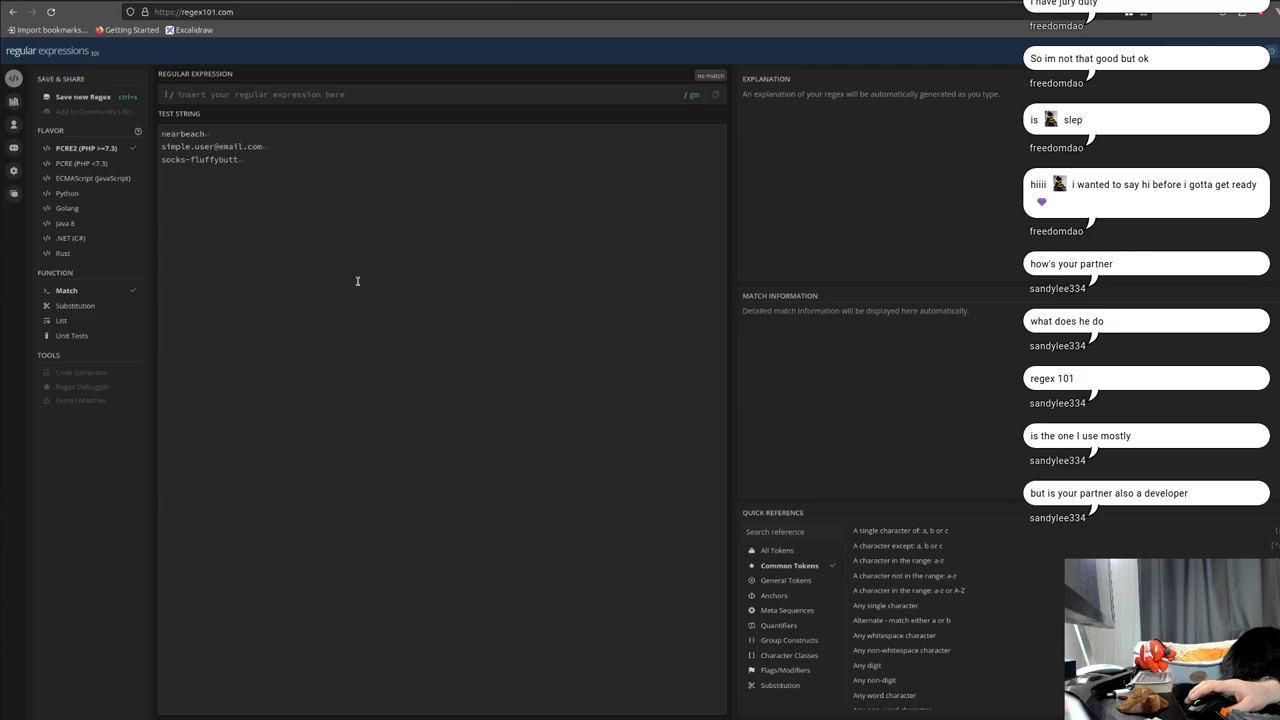 https://regex101.com
Import bookmarks...
Getting Started
Excalidraw
regular expressions 101
SAVE & SHARE
Save new Regex
ctrl+s
Add to Community Libr...
FLAVOR
PCRE2 (PHP >=7.3)
PCRE (PHP <7.3)
ECMAScript (JavaScript)
Python
Golang
Java 8
.NET (C#)
Rust
FUNCTION
Match
Substitution
List
Unit Tests
TOOLS
Code Generator
Regex Debugger
Export Matches
REGULAR EXPRESSION
no match
/ insert your regular expression here
/ gm
TEST STRING
nearbeach
simple.user@email.com
socks-fluffybutt
EXPLANATION
An explanation of your regex will be automatically generated as you type.
MATCH INFORMATION
Detailed match information will be displayed here automatically.
QUICK REFERENCE
Search reference
All Tokens
Common Tokens
General Tokens
Anchors
Meta Sequences
Quantifiers
Group Constructs
Character Classes
Flags/Modifiers
Substitution
A single character of: a, b or c
A character except: a, b or c
A character in the range: a-z
A character not in the range: a-z
A character in the range: a-z or A-Z
Any single character
Alternate - match either a or b
Any whitespace character
Any non-whitespace character
Any digit
Any non-digit
Any word character
I have jury duty
freedomdao
So im not that good but ok
freedomdao
is slep
freedomdao
hiiii i wanted to say hi before i gotta get ready
freedomdao
how's your partner
sandylee334
what does he do
sandylee334
regex 101
sandylee334
is the one I use mostly
sandylee334
but is your partner also a developer
sandylee334